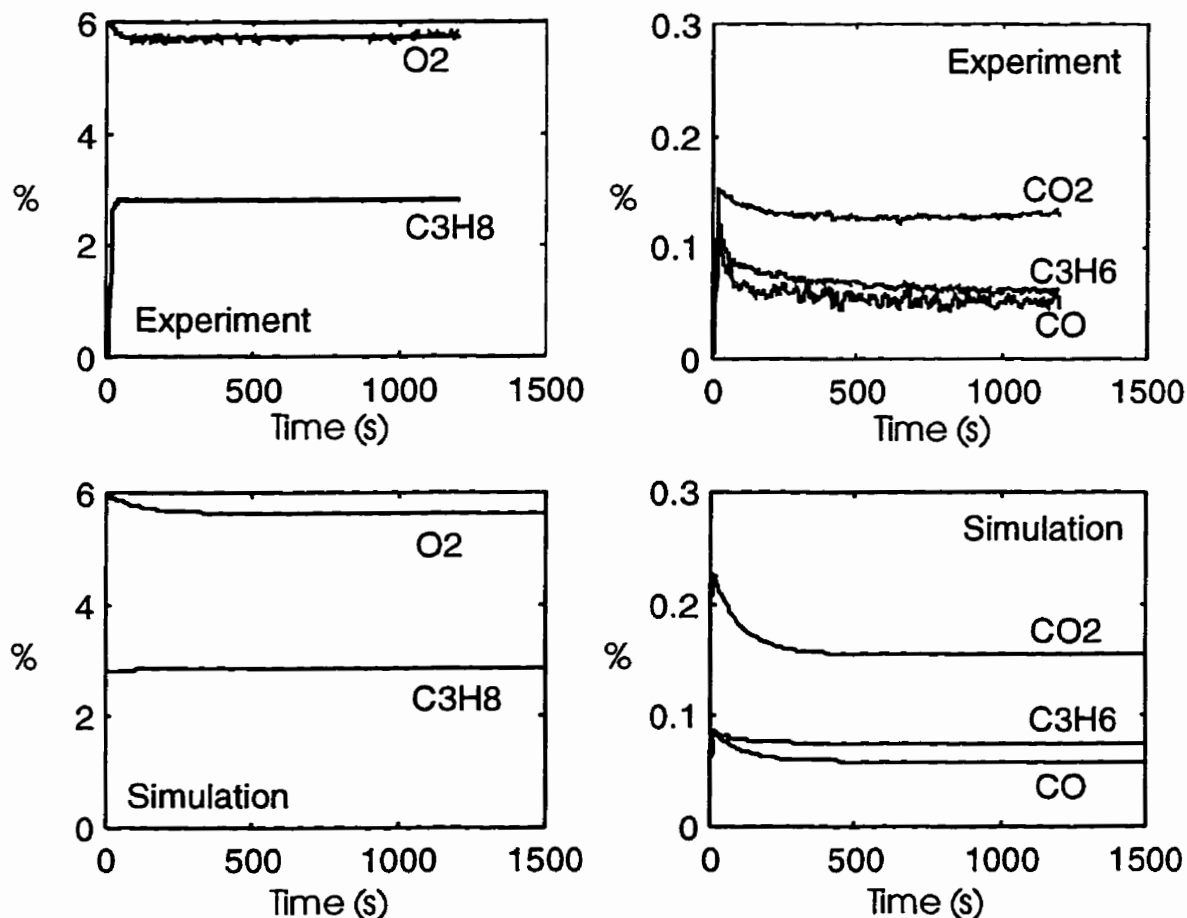 6
O2
4
%
C3H8
2
Experiment
0
0 500 1000 1500
Time (s)
0.3
Experiment
0.2
%
CO2
0.1
C3H6
CO
0
0 500 1000 1500
Time (s)
6
O2
4
%
C3H8
2
Simulation
0
0 500 1000 1500
Time (s)
0.3
Simulation
0.2
CO2
%
0.1
C3H6
CO
0
0 500 1000 1500
Time (s)